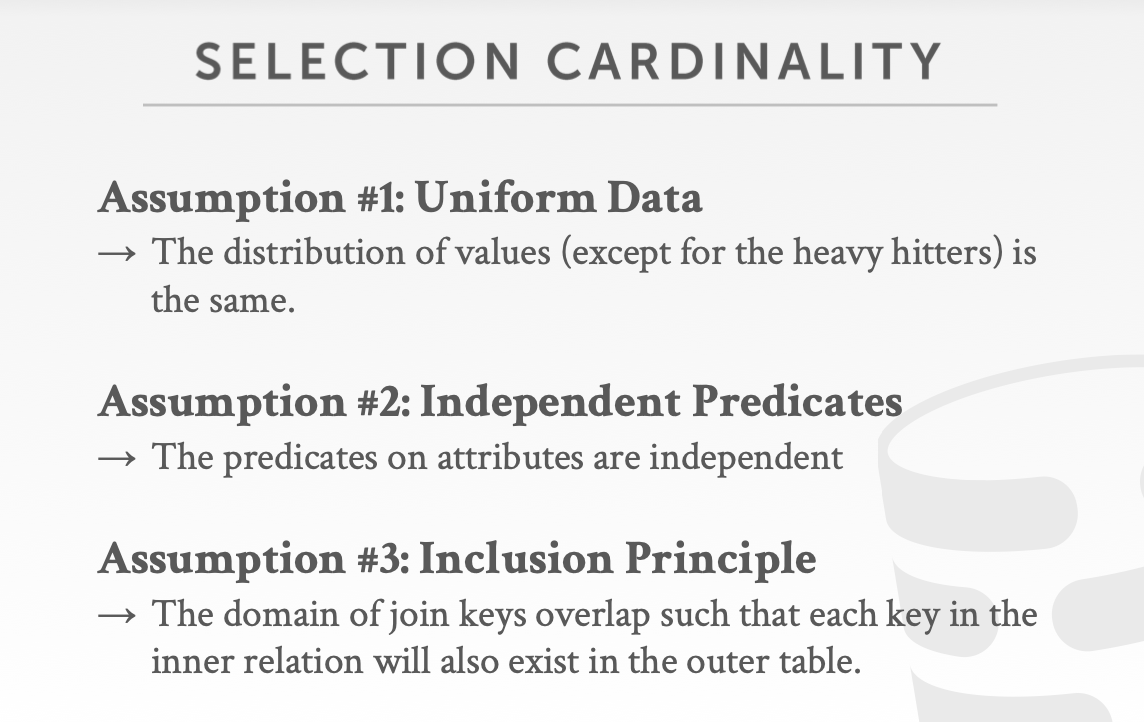 SELECTION CARDINALITY
Assumption #1: Uniform Data
→ The distribution of values (except for the heavy hitters) is
the same.
Assumption #2: Independent Predicates
→ The predicates on attributes are independent
Assumption #3: Inclusion Principle
→ The domain of join keys overlap such that each key in the
inner relation will also exist in the outer table.